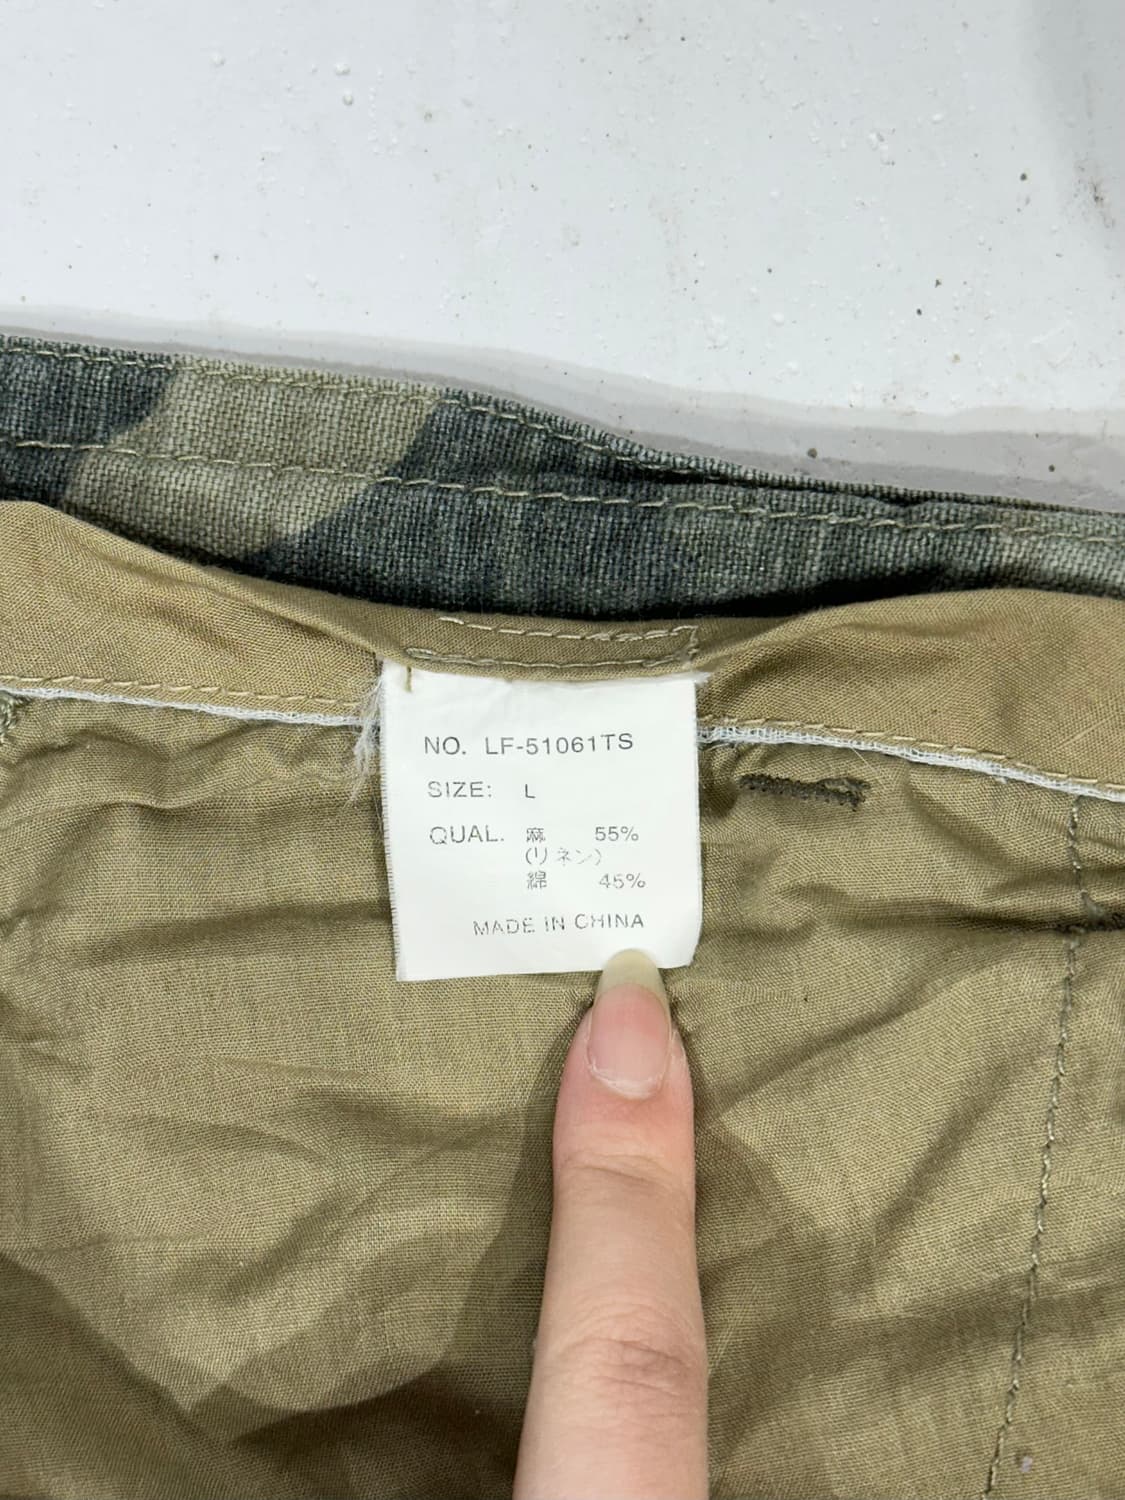 NO. LF-51061TS
SIZE: L
QUAL. 麻 55%
(リネン)
綿 45%
MADE IN CHINA